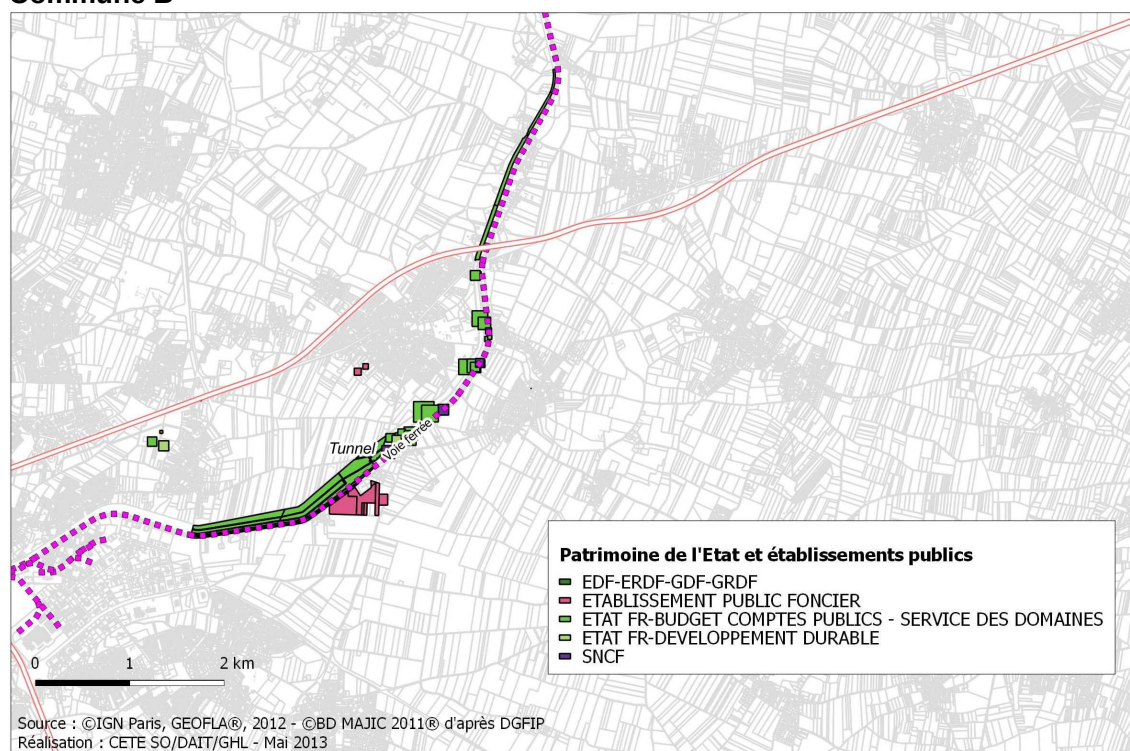 Commune B
Tunnel
Voie ferrée
Patrimoine de l'Etat et établissements publics
EDF-ERDF-GDF-GRDF
ETABLISSEMENT PUBLIC FONCIER
ETAT FR-BUDGET COMPTES PUBLICS - SERVICE DES DOMAINES
ETAT FR-DEVELOPPEMENT DURABLE
SNCF
0 1 2 km
Source : ©IGN Paris, GEOFLA®, 2012 - ©BD MAJIC 2011® d'après DGFIP
Réalisation : CETE SO/DAIT/GHL - Mai 2013